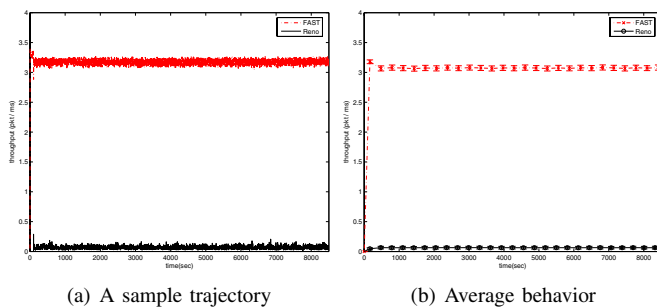 4
3.5
3
2.5
2
1.5
1
0.5
0
throughput (pkt / ms)
0 1000 2000 3000 4000 5000 6000 7000 8000
time(sec)
FAST
Reno
(a) A sample trajectory
4
3.5
3
2.5
2
1.5
1
0.5
0
throughput (pkt / ms)
0 1000 2000 3000 4000 5000 6000 7000 8000
time(sec)
FAST
Reno
(b) Average behavior